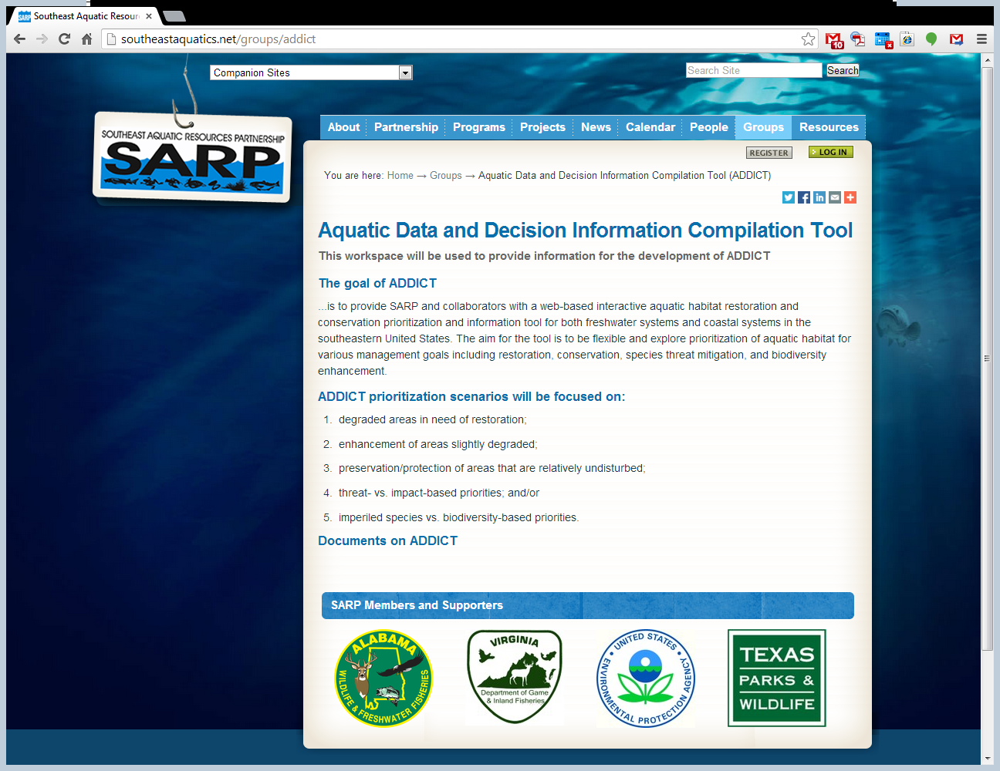 Southeast Aquatic Resour
southeastaquatics.net/groups/addict
10
Companion Sites
Search Site
Search
SOUTHEAST AQUATIC RESOURCES PARTNERSHIP
SARP
About Partnership Programs Projects News Calendar People Groups Resources
REGISTER
LOG IN
You are here: Home → Groups → Aquatic Data and Decision Information Compilation Tool (ADDICT)
Aquatic Data and Decision Information Compilation Tool
This workspace will be used to provide information for the development of ADDICT
The goal of ADDICT
...is to provide SARP and collaborators with a web-based interactive aquatic habitat restoration and
conservation prioritization and information tool for both freshwater systems and coastal systems in the
southeastern United States. The aim for the tool is to be flexible and explore prioritization of aquatic habitat for
various management goals including restoration, conservation, species threat mitigation, and biodiversity
enhancement.
ADDICT prioritization scenarios will be focused on:
1. degraded areas in need of restoration;
2. enhancement of areas slightly degraded;
3. preservation/protection of areas that are relatively undisturbed;
4. threat- vs. impact-based priorities; and/or
5. imperiled species vs. biodiversity-based priorities.
Documents on ADDICT
SARP Members and Supporters
ALABAMA
WILDLIFE & FRESHWATER FISHERIES
VIRGINIA
Department of Game
& Inland Fisheries
UNITED STATES
ENVIRONMENTAL PROTECTION AGENCY
TEXAS
PARKS &
WILDLIFE